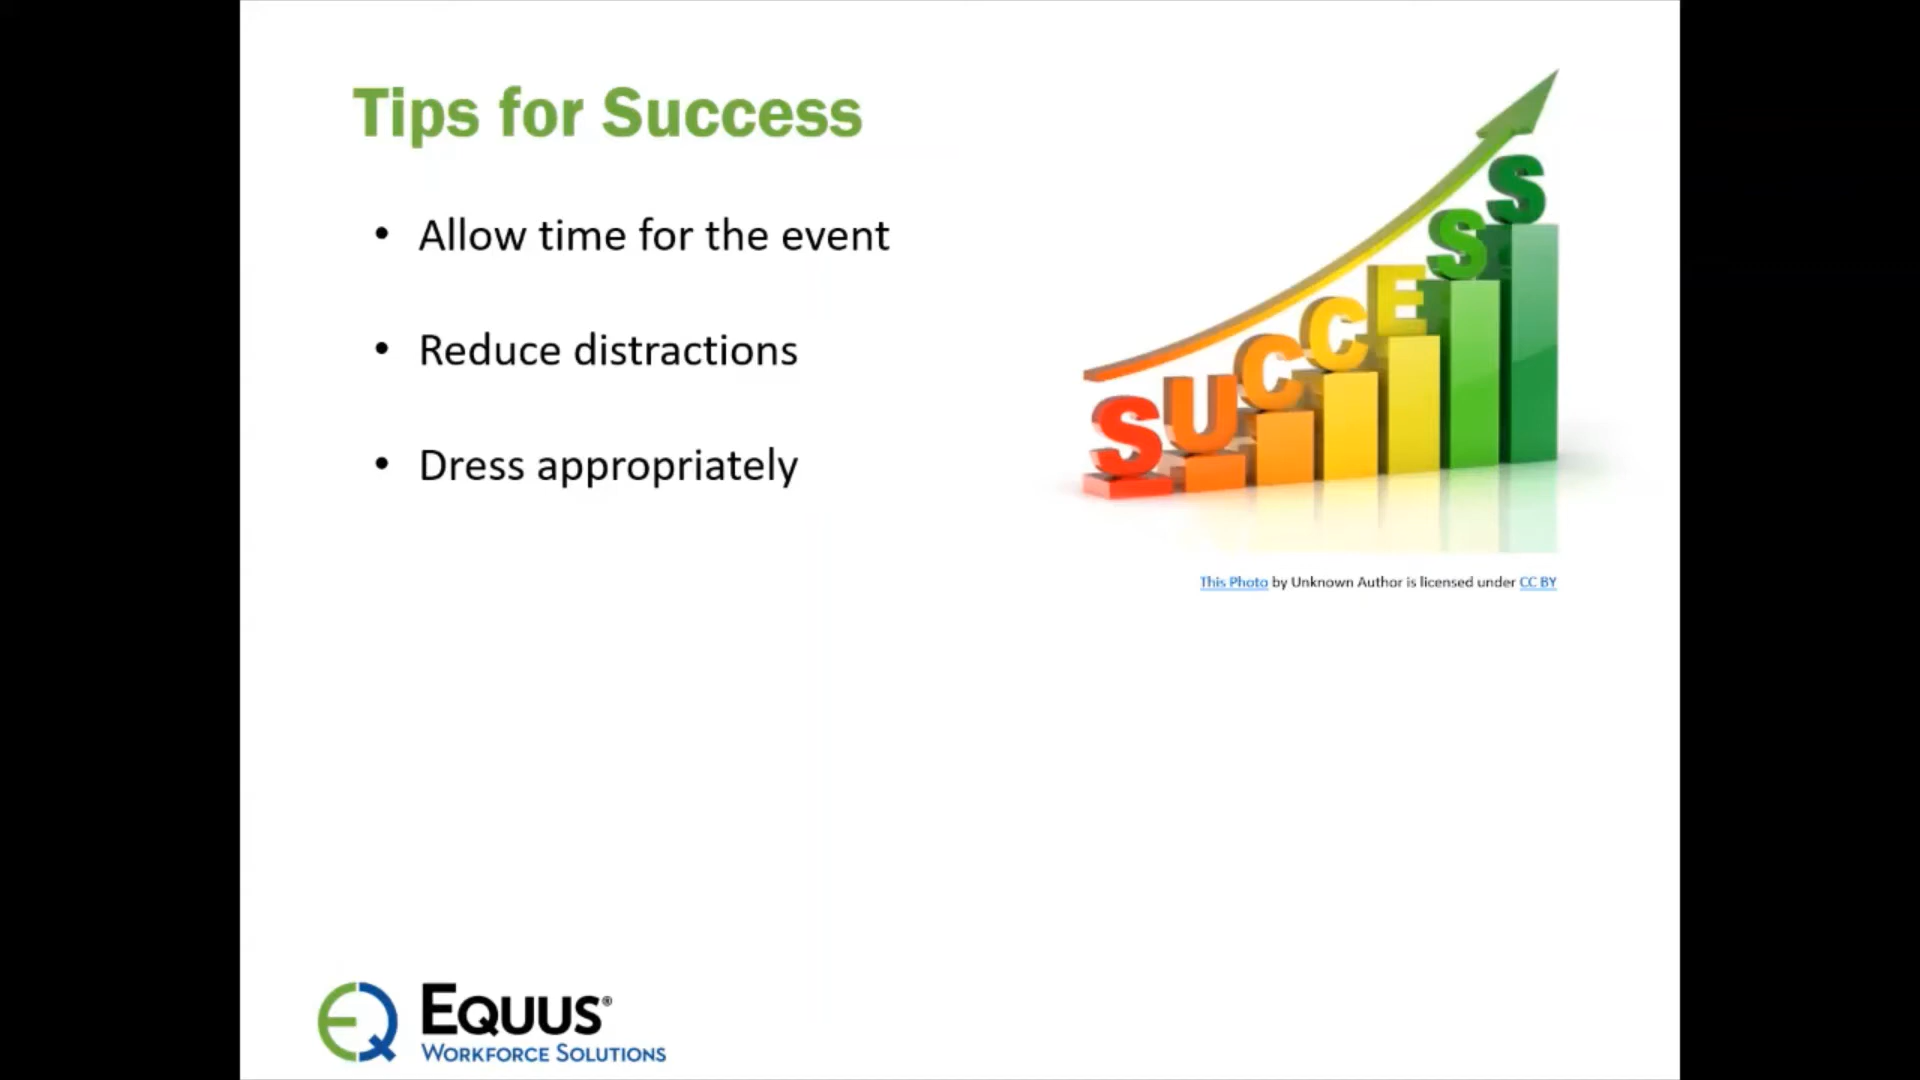 Tips for Success
• Allow time for the event
• Reduce distractions
• Dress appropriately
SUCCESS
This Photo by Unknown Author is licensed under CC BY
EQ
EQUUS®
WORKFORCE SOLUTIONS